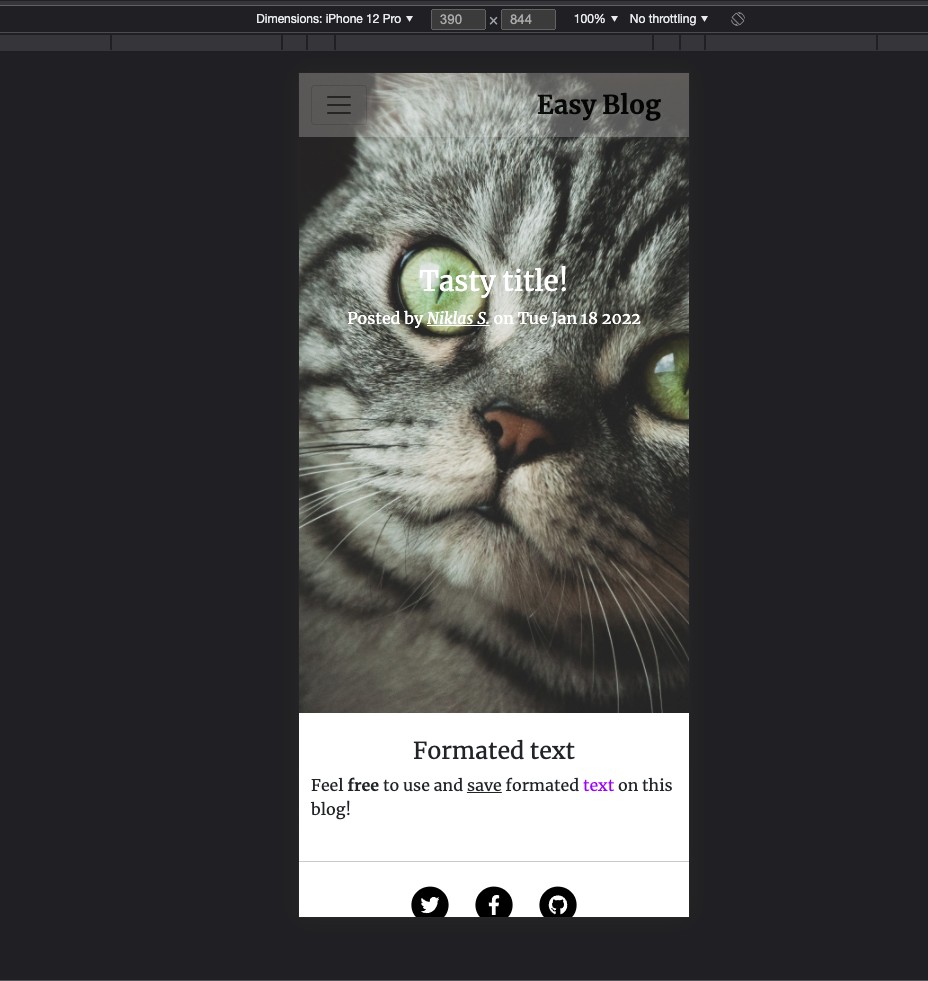 Dimensions: iPhone 12 Pro ▼ 390 × 844 100% ▼ No throttling ▼
Easy Blog
Tasty title!
Posted by Niklas S. on Tue Jan 18 2022
Formated text
Feel free to use and save formated text on this
blog!